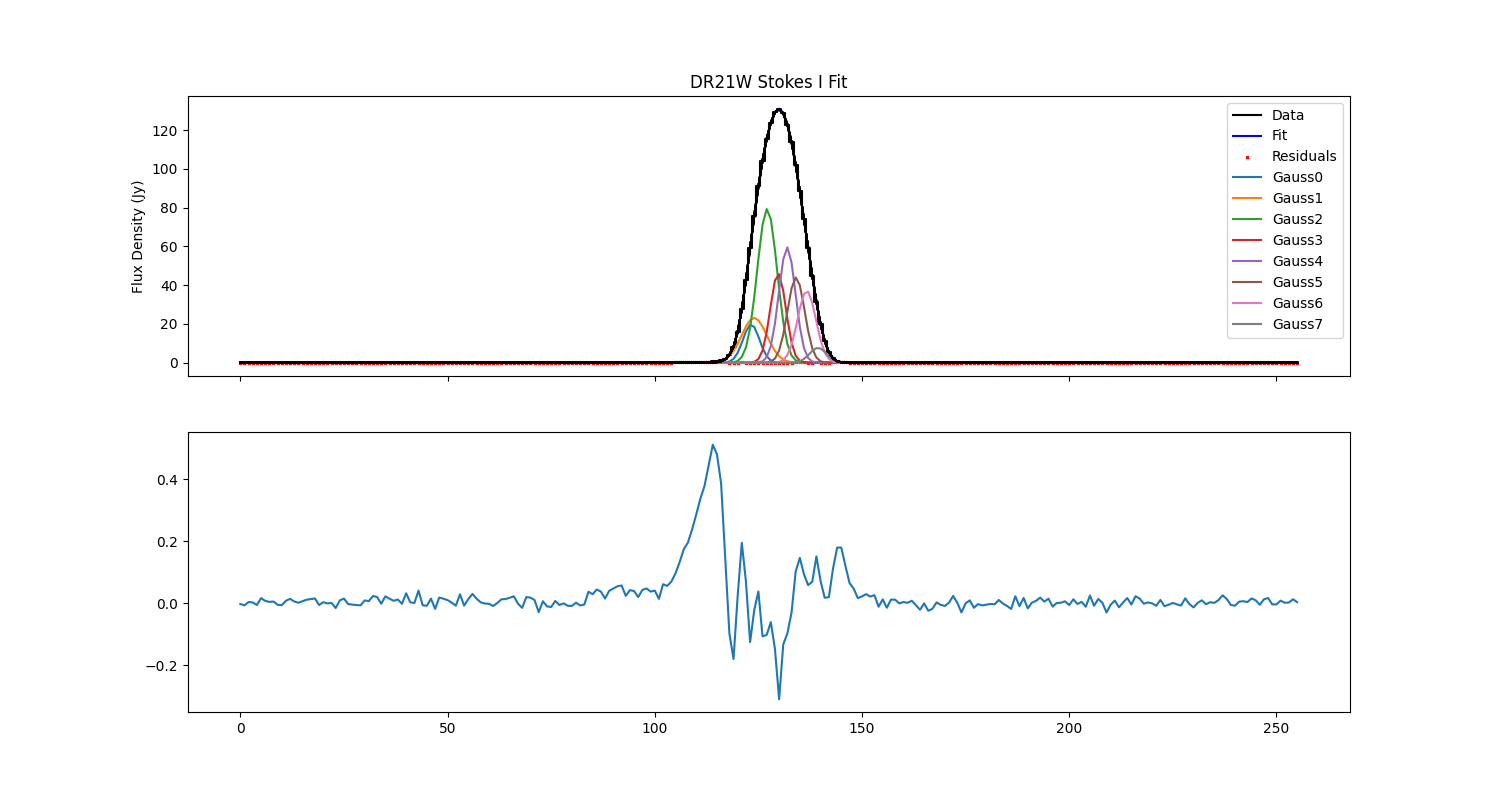 DR21W Stokes I Fit
Flux Density (Jy)
120
100
80
60
40
20
0
Data
Fit
Residuals
Gauss0
Gauss1
Gauss2
Gauss3
Gauss4
Gauss5
Gauss6
Gauss7
0.4
0.2
0.0
−0.2
0
50
100
150
200
250